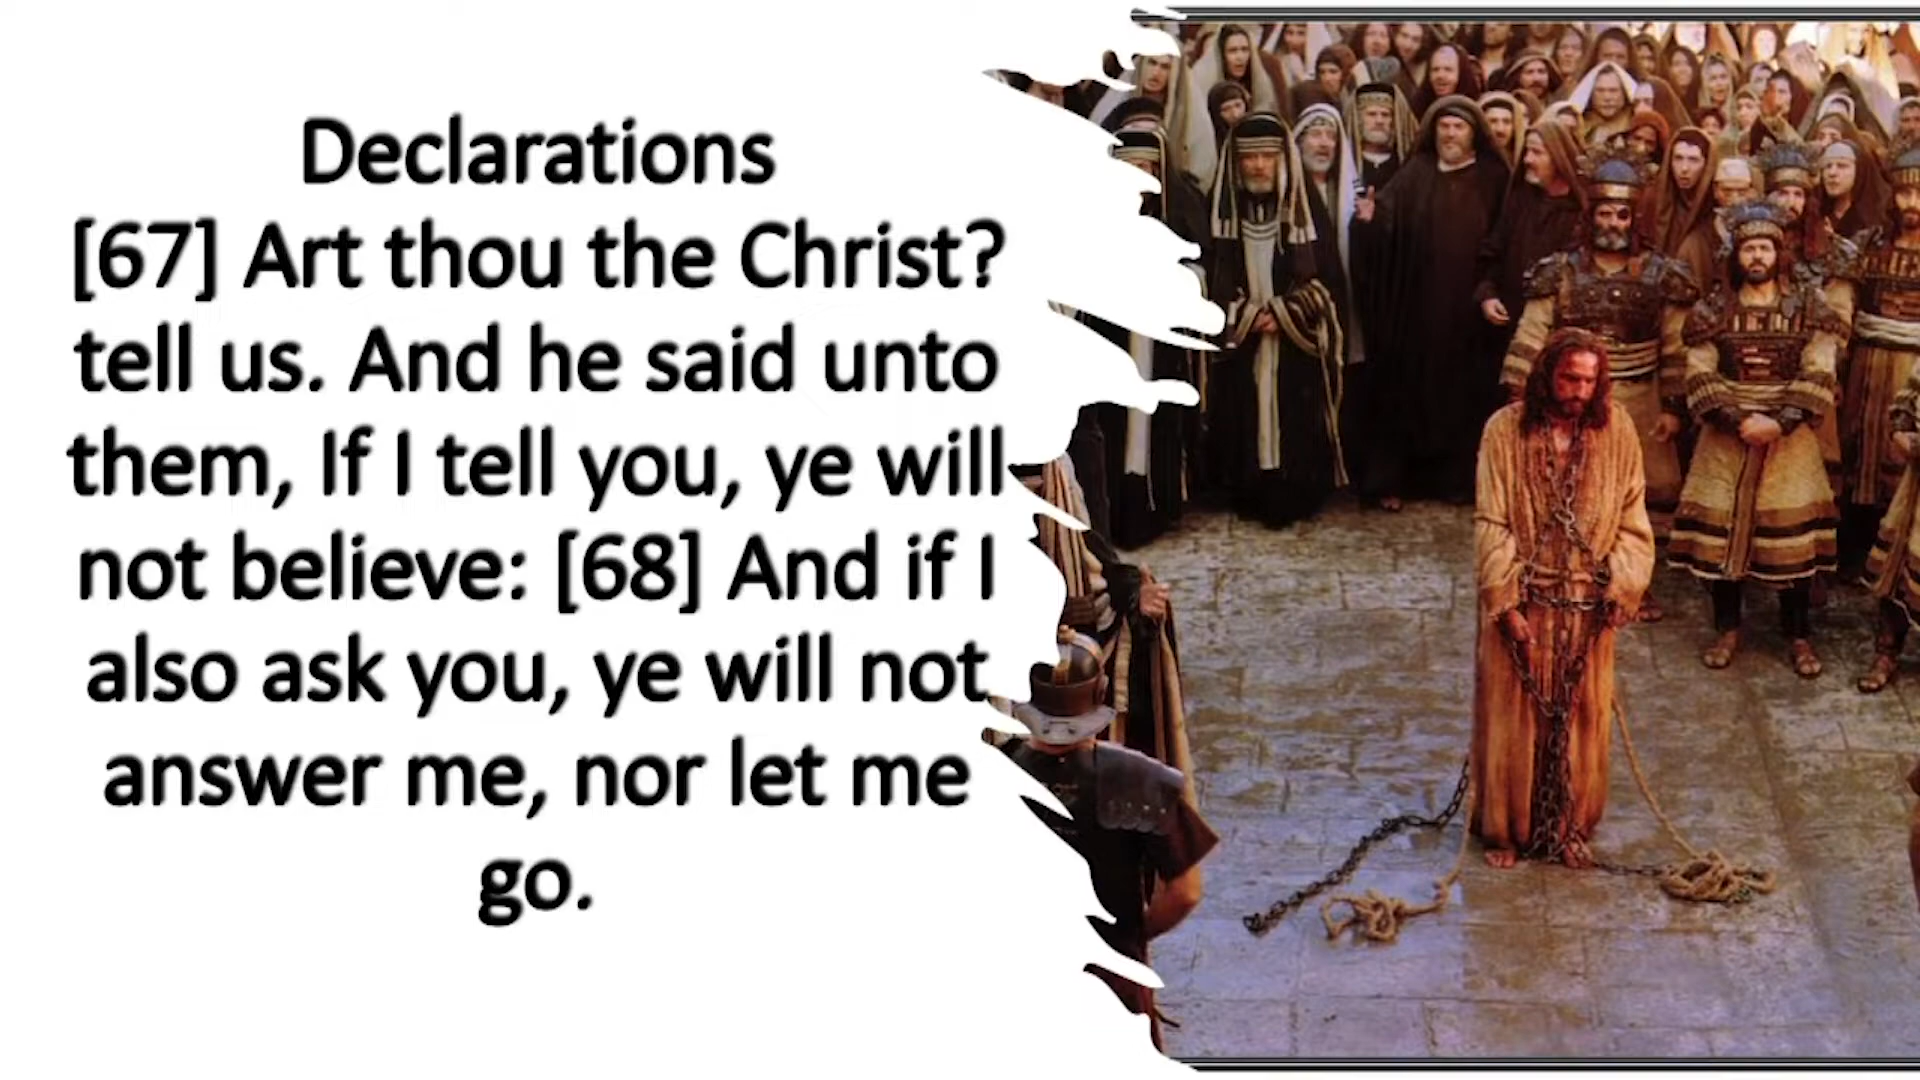 Declarations
[67] Art thou the Christ?
tell us. And he said unto
them, If I tell you, ye will
not believe: [68] And if I
also ask you, ye will not
answer me, nor let me
go.